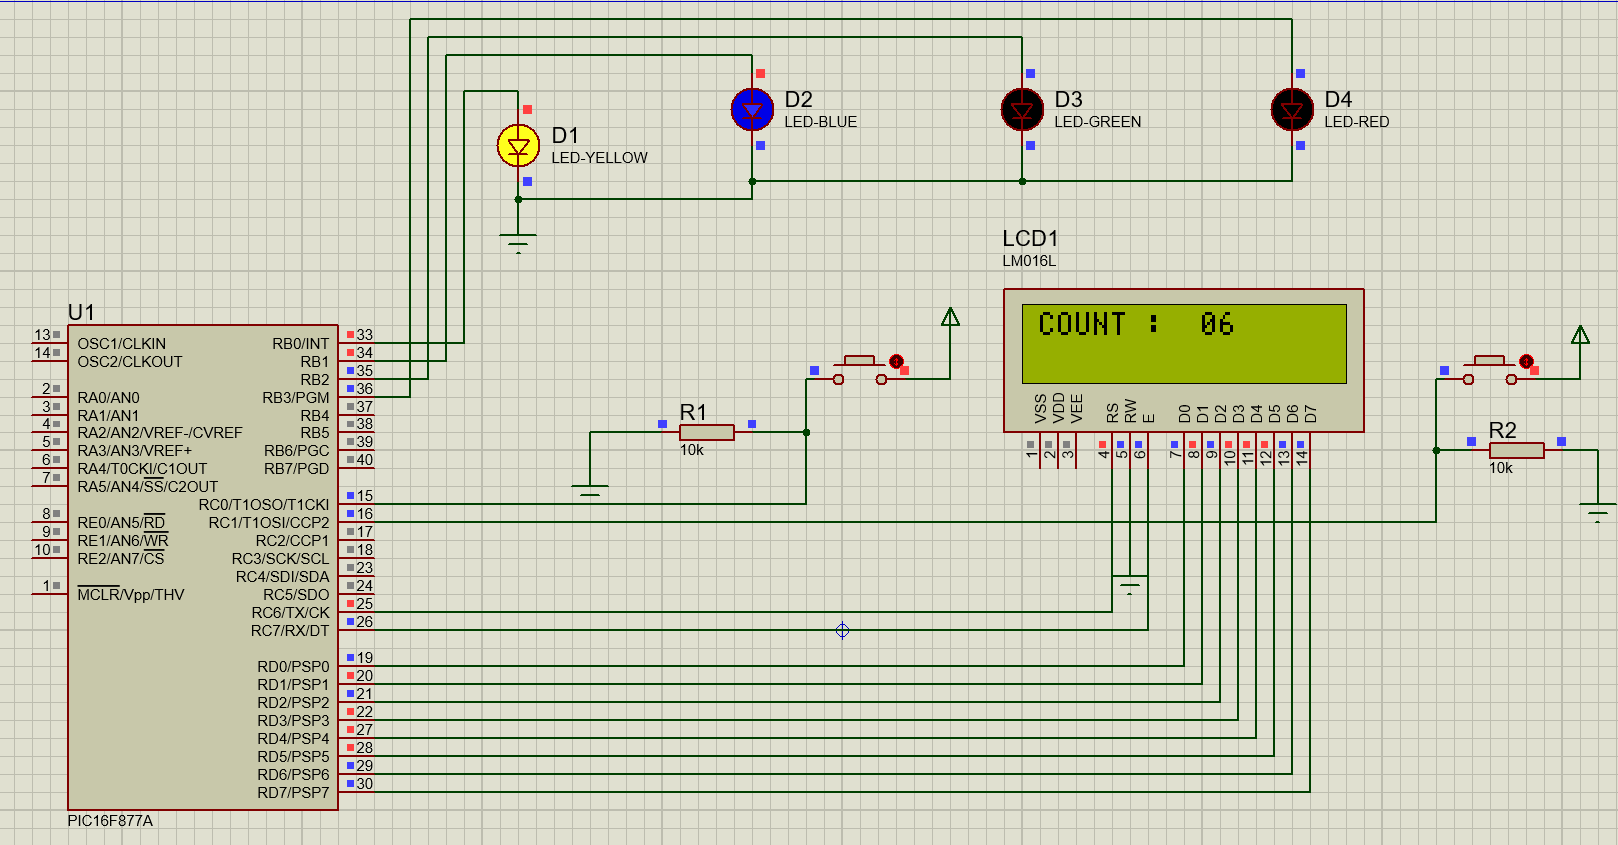 D1
LED-YELLOW
D2
LED-BLUE
D3
LED-GREEN
D4
LED-RED
LCD1
LM016L
COUNT :   06
VSS
VDD
VEE
RS
RW
E
D0
D1
D2
D3
D4
D5
D6
D7
1
2
3
4
5
6
7
8
9
10
11
12
13
14
R1
10k
R2
10k
U1
13 OSC1/CLKIN
14 OSC2/CLKOUT
2 RA0/AN0
3 RA1/AN1
4 RA2/AN2/VREF-/CVREF
5 RA3/AN3/VREF+
6 RA4/T0CKI/C1OUT
7 RA5/AN4/SS/C2OUT
8 RE0/AN5/RD
9 RE1/AN6/WR
10 RE2/AN7/CS
1 MCLR/Vpp/THV
RB0/INT 33
RB1 34
RB2 35
RB3/PGM 36
RB4 37
RB5 38
RB6/PGC 39
RB7/PGD 40
RC0/T1OSO/T1CKI 15
RC1/T1OSI/CCP2 16
RC2/CCP1 17
RC3/SCK/SCL 18
RC4/SDI/SDA 23
RC5/SDO 24
RC6/TX/CK 25
RC7/RX/DT 26
RD0/PSP0 19
RD1/PSP1 20
RD2/PSP2 21
RD3/PSP3 22
RD4/PSP4 27
RD5/PSP5 28
RD6/PSP6 29
RD7/PSP7 30
PIC16F877A